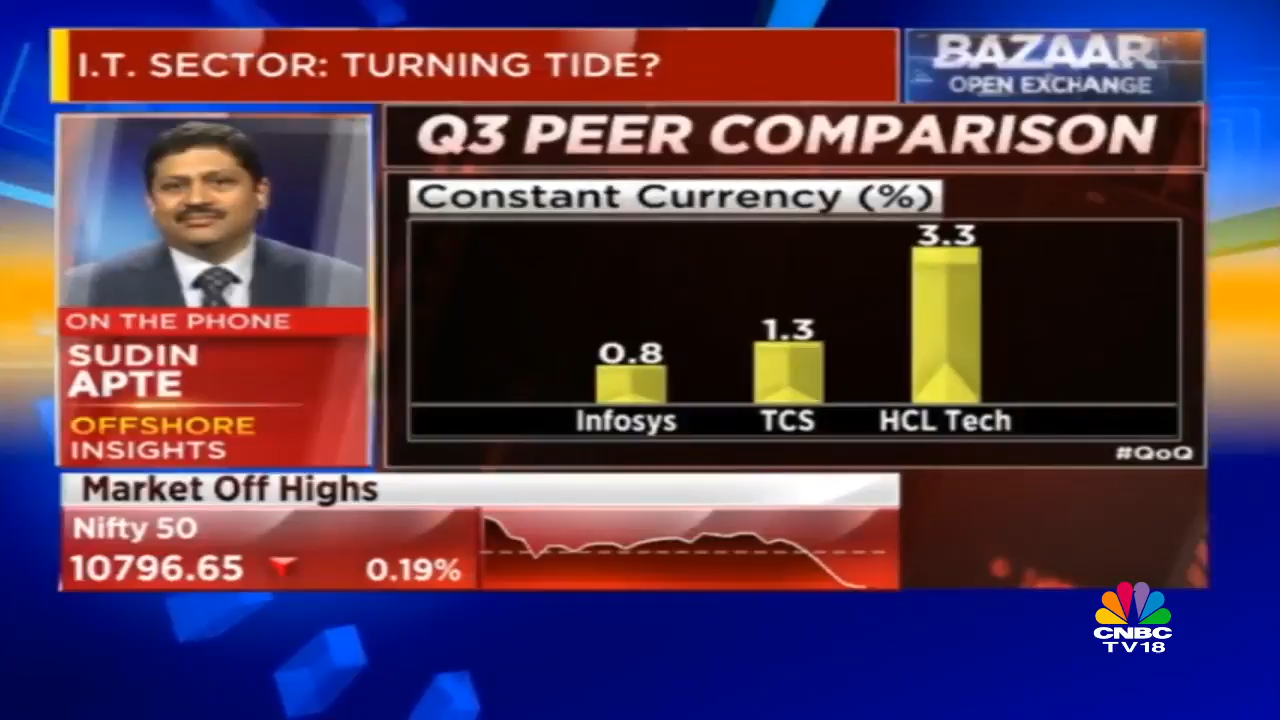 I.T. SECTOR: TURNING TIDE?
BAZAAR
OPEN EXCHANGE
ON THE PHONE
SUDIN
APTE
OFFSHORE
INSIGHTS
Q3 PEER COMPARISON
Constant Currency (%)
0.8 1.3 3.3
Infosys TCS HCL Tech
#QoQ
Market Off Highs
Nifty 50
10796.65 0.19%
CNBC
TV18